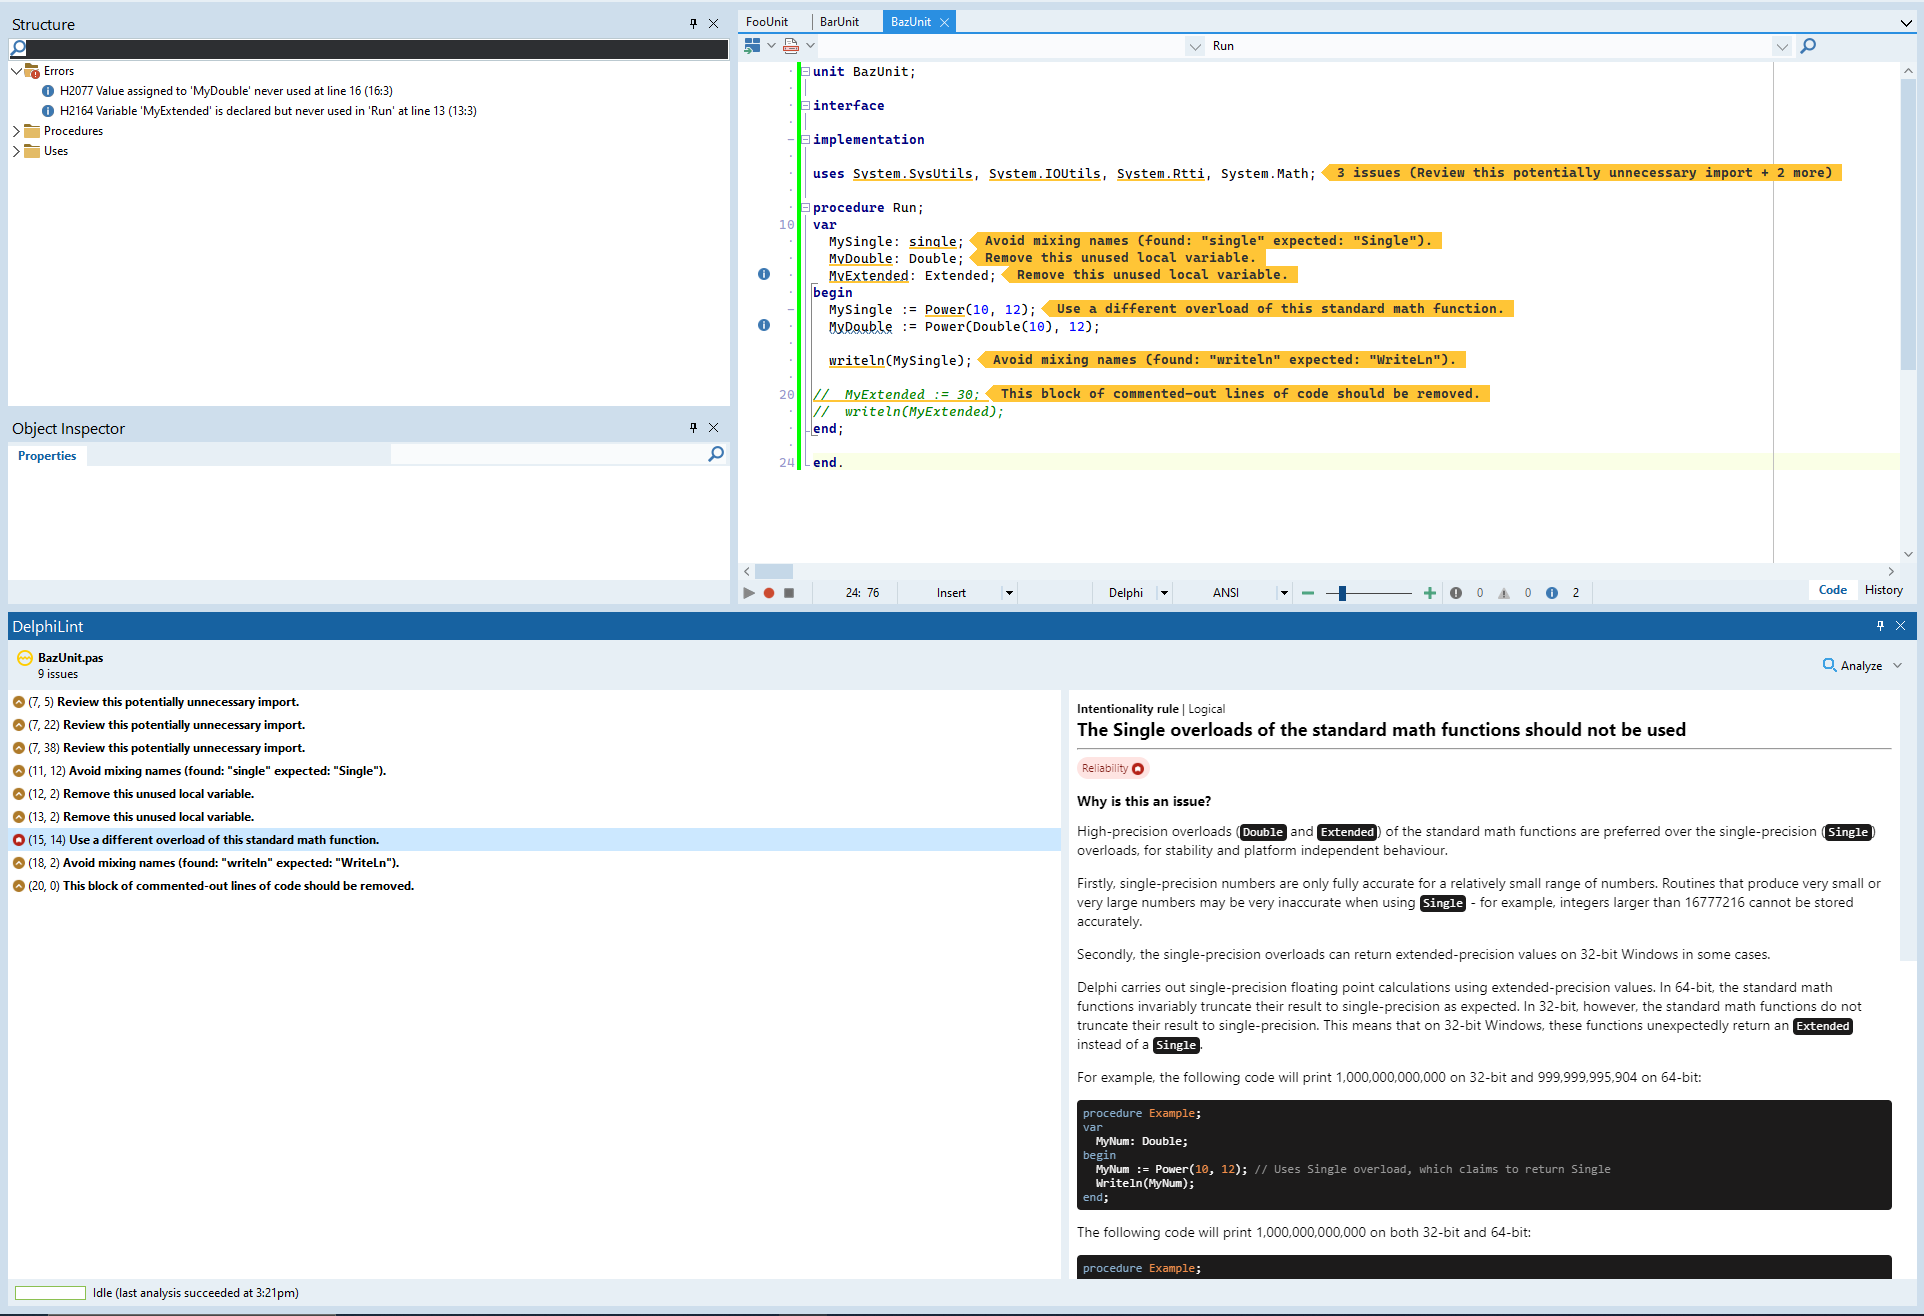 Structure
Errors
H2077 Value assigned to 'MyDouble' never used at line 16 (16:3)
H2164 Variable 'MyExtended' is declared but never used in 'Run' at line 13 (13:3)
Procedures
Uses
Object Inspector
Properties
FooUnit BarUnit BazUnit
Run
unit BazUnit;
interface
implementation
uses System.SysUtils, System.IOUtils, System.Rtti, System.Math; 3 issues (Review this potentially unnecessary import + 2 more)
procedure Run;
10 var
MySingle: single; Avoid mixing names (found: "single" expected: "Single").
MyDouble: Double; Remove this unused local variable.
MyExtended: Extended; Remove this unused local variable.
begin
MySingle := Power(10, 12); Use a different overload of this standard math function.
MyDouble := Power(Double(10), 12);
writeln(MySingle); Avoid mixing names (found: "writeln" expected: "WriteLn").
20 // MyExtended := 30; This block of commented-out lines of code should be removed.
// writeln(MyExtended);
end;
24 end.
24: 76 Insert Delphi ANSI 0 0 2 Code History
DelphiLint
BazUnit.pas
9 issues
Analyze
(7, 5) Review this potentially unnecessary import.
(7, 22) Review this potentially unnecessary import.
(7, 38) Review this potentially unnecessary import.
(11, 12) Avoid mixing names (found: "single" expected: "Single").
(12, 2) Remove this unused local variable.
(13, 2) Remove this unused local variable.
(15, 14) Use a different overload of this standard math function.
(18, 2) Avoid mixing names (found: "writeln" expected: "WriteLn").
(20, 0) This block of commented-out lines of code should be removed.
Intentionality rule | Logical
The Single overloads of the standard math functions should not be used
Reliability
Why is this an issue?
High-precision overloads (Double and Extended) of the standard math functions are preferred over the single-precision (Single)
overloads, for stability and platform independent behaviour.
Firstly, single-precision numbers are only fully accurate for a relatively small range of numbers. Routines that produce very small or
very large numbers may be very inaccurate when using Single - for example, integers larger than 16777216 cannot be stored
accurately.
Secondly, the single-precision overloads can return extended-precision values on 32-bit Windows in some cases.
Delphi carries out single-precision floating point calculations using extended-precision values. In 64-bit, the standard math
functions invariably truncate their result to single-precision as expected. In 32-bit, however, the standard math functions do not
truncate their result to single-precision. This means that on 32-bit Windows, these functions unexpectedly return an Extended
instead of a Single.
For example, the following code will print 1,000,000,000,000 on 32-bit and 999,999,995,904 on 64-bit:
procedure Example;
var
MyNum: Double;
begin
MyNum := Power(10, 12); // Uses Single overload, which claims to return Single
Writeln(MyNum);
end;
The following code will print 1,000,000,000,000 on both 32-bit and 64-bit:
procedure Example;
Idle (last analysis succeeded at 3:21pm)